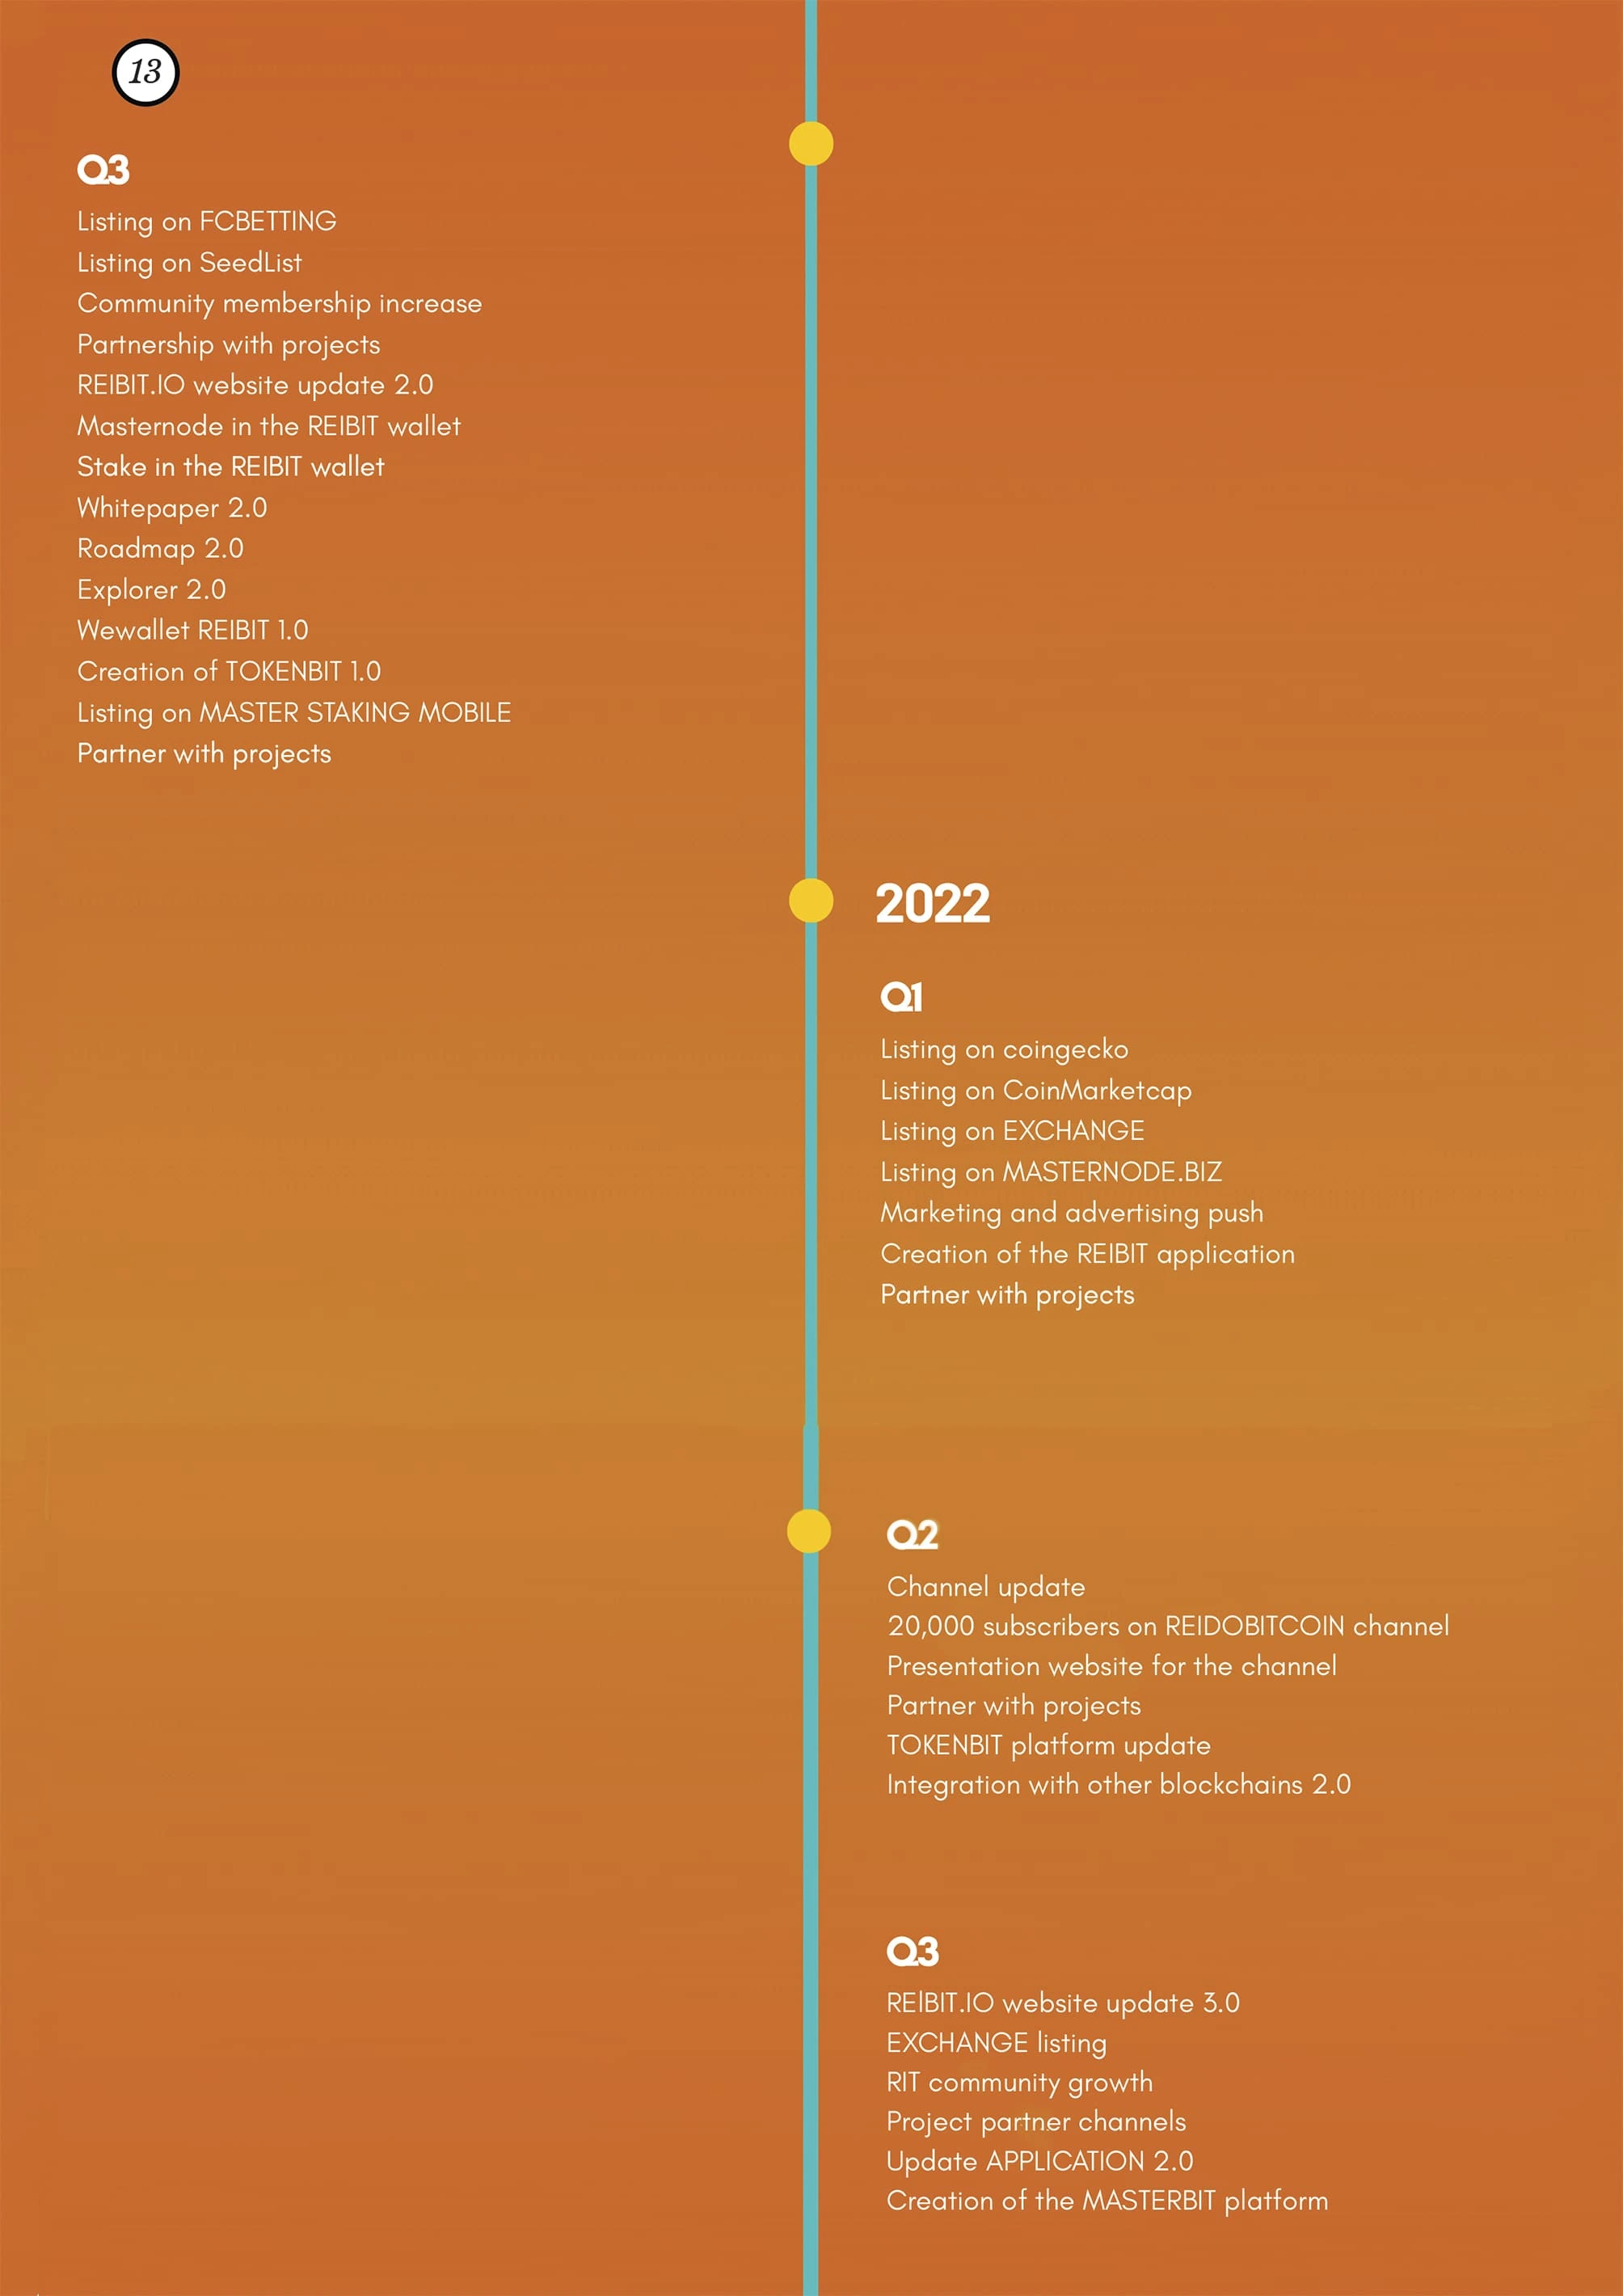 13
Q3
Listing on FCBETTING
Listing on SeedList
Community membership increase
Partnership with projects
REIBIT.IO website update 2.0
Masternode in the REIBIT wallet
Stake in the REIBIT wallet
Whitepaper 2.0
Roadmap 2.0
Explorer 2.0
Wewallet REIBIT 1.0
Creation of TOKENBIT 1.0
Listing on MASTER STAKING MOBILE
Partner with projects
2022
Q1
Listing on coingecko
Listing on CoinMarketcap
Listing on EXCHANGE
Listing on MASTERNODE.BIZ
Marketing and advertising push
Creation of the REIBIT application
Partner with projects
Q2
Channel update
20,000 subscribers on REIDOBITCOIN channel
Presentation website for the channel
Partner with projects
TOKENBIT platform update
Integration with other blockchains 2.0
Q3
REIBIT.IO website update 3.0
EXCHANGE listing
RIT community growth
Project partner channels
Update APPLICATION 2.0
Creation of the MASTERBIT platform